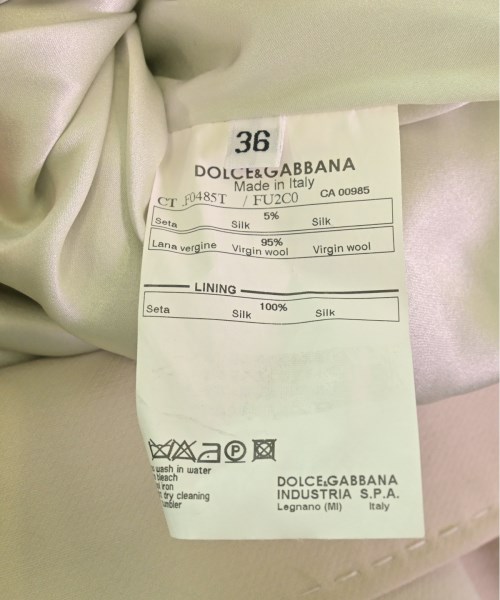 36
DOLCE&GABBANA
Made in Italy
CT .F0485T / FU2C0 CA 00985
5%
Seta Silk Silk
95%
Lana vergine Virgin wool Virgin wool
LINING
100%
Seta Silk Silk
wash in water
bleach
iron
dry cleaning
DOLCE&GABBANA
INDUSTRIA S.P.A.
Legnano (MI) Italy